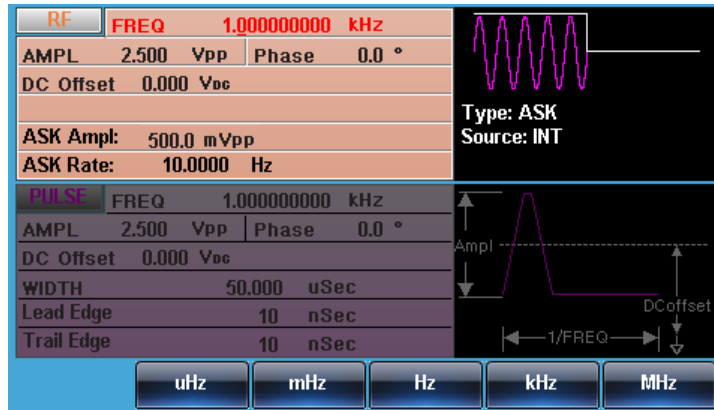 RF FREQ 1.000000000 kHz
AMPL 2.500 Vpp Phase 0.0 °
DC Offset 0.000 VDC
Type: ASK
Source: INT
ASK Ampl: 500.0 mVpp
ASK Rate: 10.0000 Hz
PULSE FREQ 1.000000000 kHz
AMPL 2.500 Vpp Phase 0.0 °
DC Offset 0.000 VDC
WIDTH 50.000 uSec
Lead Edge 10 nSec
Trail Edge 10 nSec
Ampl
DCoffset
1/FREQ
uHz mHz Hz kHz MHz